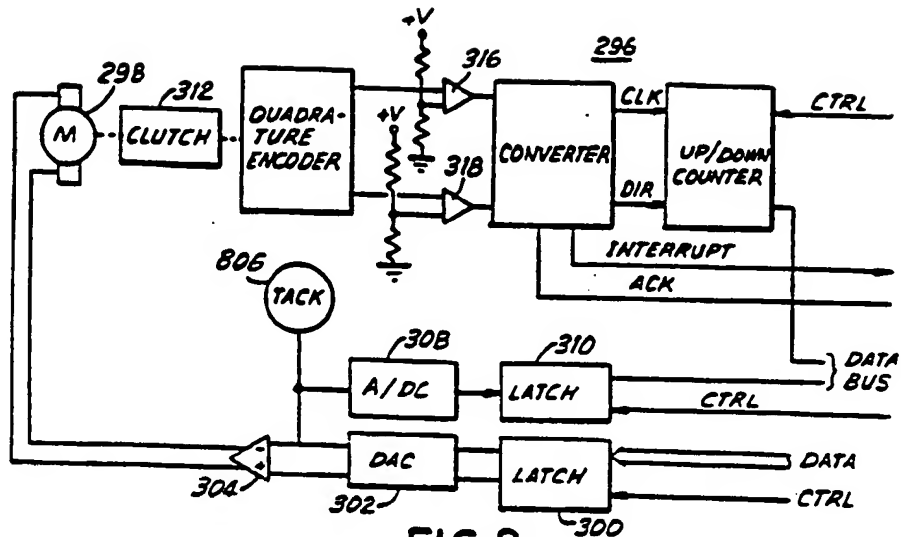 +V
296
298
312
316
M
CLUTCH
QUADRA-
TURE
ENCODER
+V
318
CONVERTER
CLK
DIR
UP/DOWN
COUNTER
CTRL
INTERRUPT
ACK
806
TACK
308
A/DC
310
LATCH
DATA
BUS
CTRL
-
+
304
DAC
302
LATCH
300
DATA
CTRL